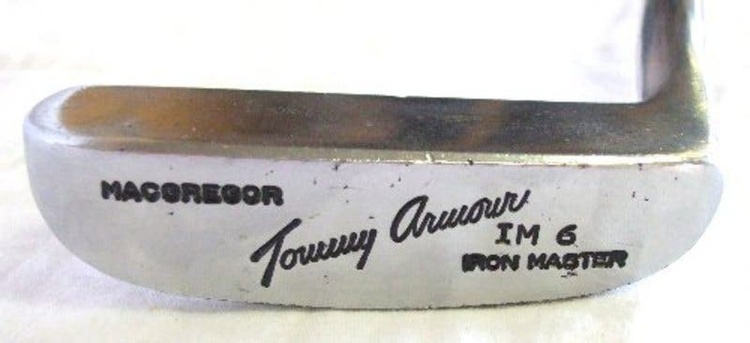 MACGREGOR
Tommy Armour
IM 6
IRON MASTER